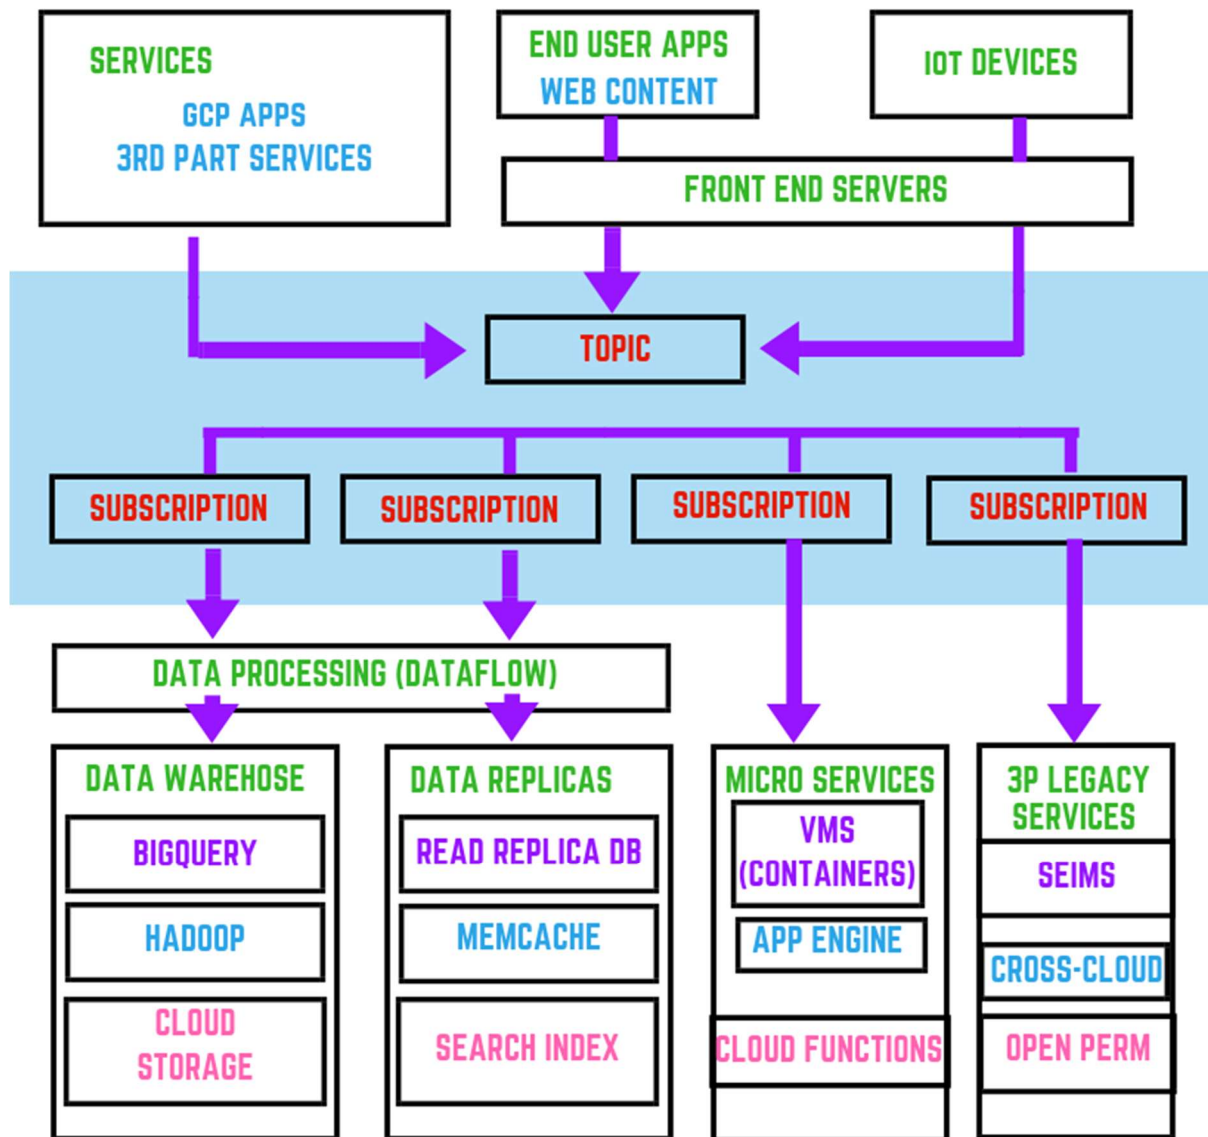 SERVICES
GCP APPS
3RD PART SERVICES
END USER APPS
WEB CONTENT
IOT DEVICES
FRONT END SERVERS
TOPIC
SUBSCRIPTION
SUBSCRIPTION
SUBSCRIPTION
SUBSCRIPTION
DATA PROCESSING (DATAFLOW)
DATA WAREHOSE
BIGQUERY
HADOOP
CLOUD
STORAGE
DATA REPLICAS
READ REPLICA DB
MEMCACHE
SEARCH INDEX
MICRO SERVICES
VMS
(CONTAINERS)
APP ENGINE
CLOUD FUNCTIONS
3P LEGACY
SERVICES
SEIMS
CROSS-CLOUD
OPEN PERM